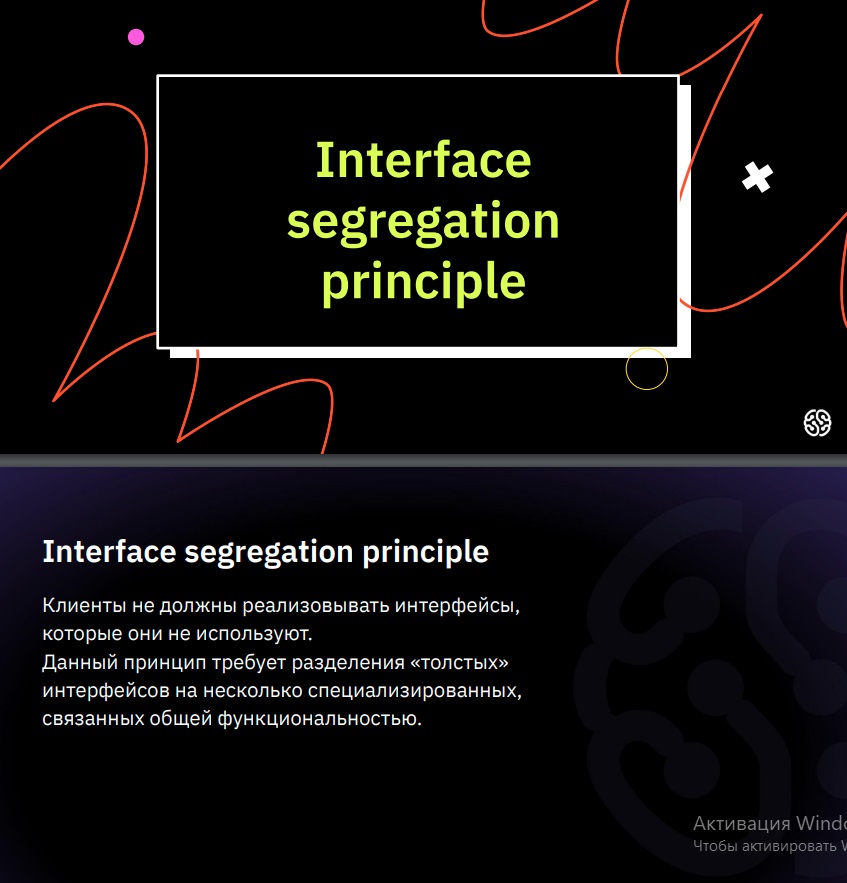 Interface
segregation
principle
Interface segregation principle
Клиенты не должны реализовывать интерфейсы,
которые они не используют.
Данный принцип требует разделения «толстых»
интерфейсов на несколько специализированных,
связанных общей функциональностью.
Активация Windo
Чтобы активировать W